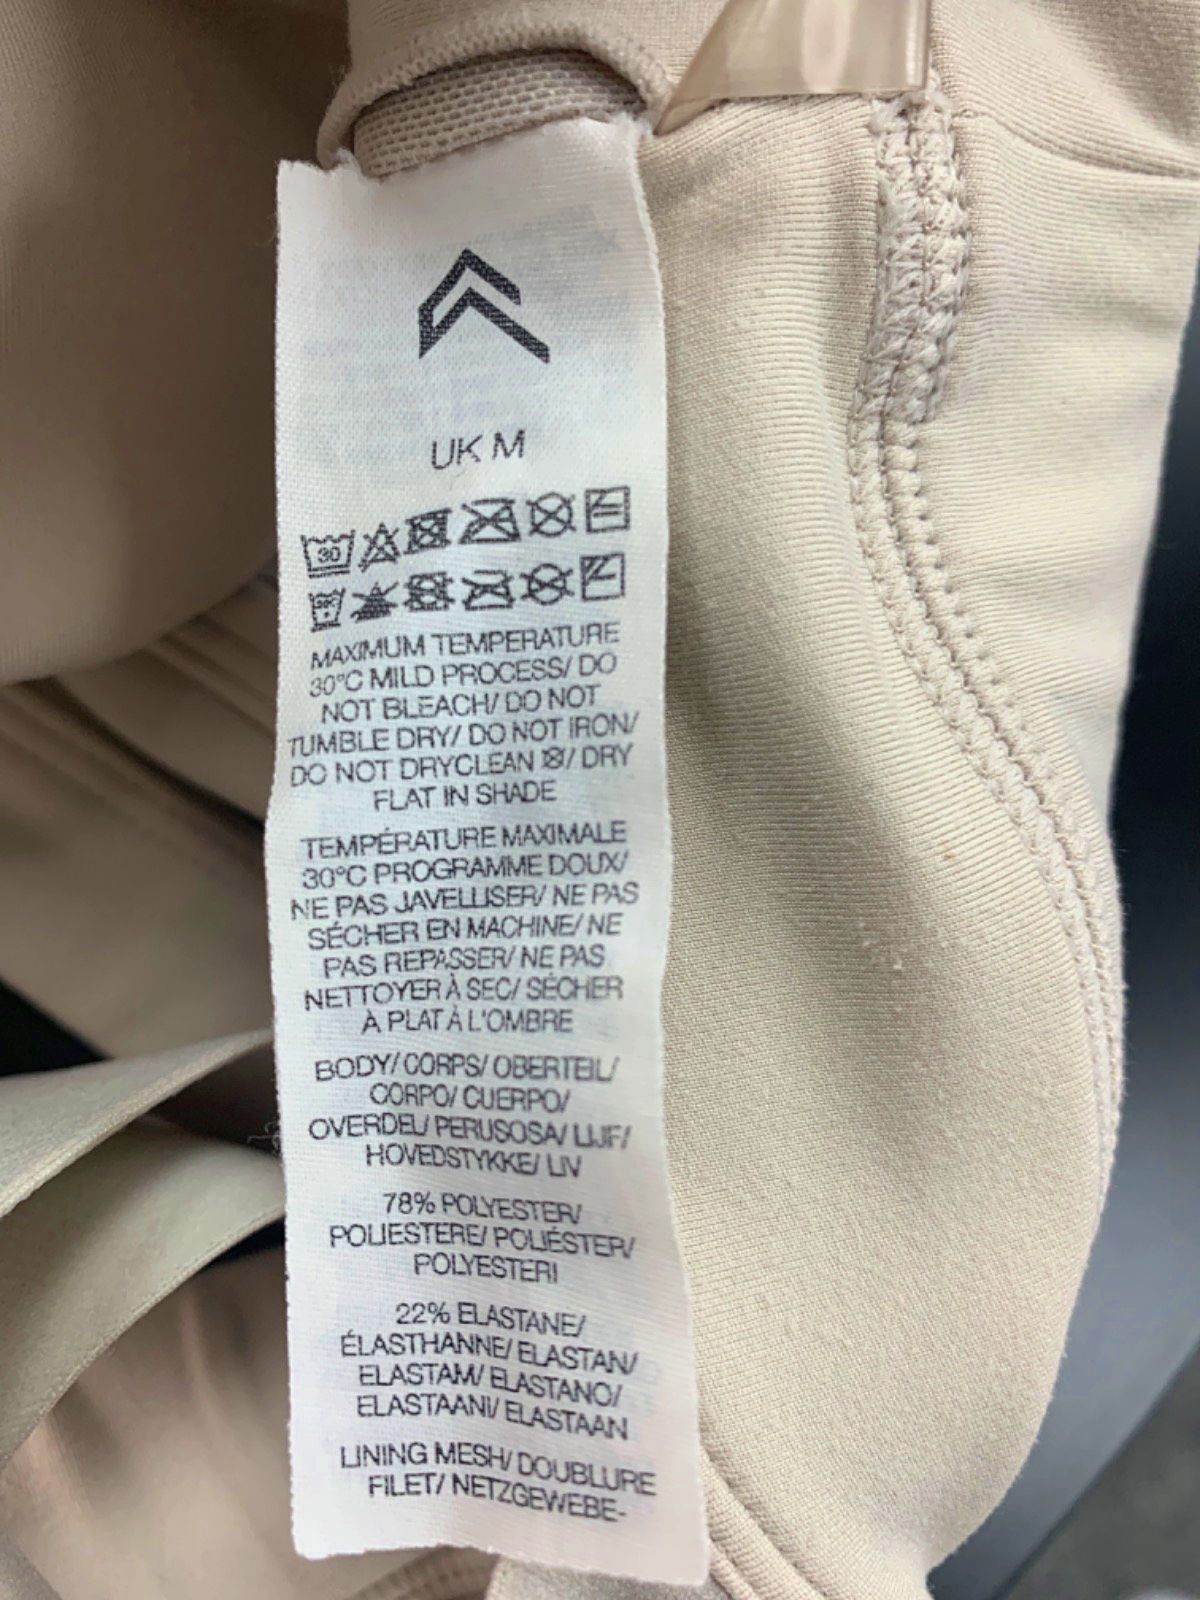 UK M
30
MAXIMUM TEMPERATURE
30°C MILD PROCESS/ DO
NOT BLEACH/ DO NOT
TUMBLE DRY/ DO NOT IRON/
DO NOT DRYCLEAN / DRY
FLAT IN SHADE
TEMPÉRATURE MAXIMALE
30°C PROGRAMME DOUX/
NE PAS JAVELLISER/ NE PAS
SÉCHER EN MACHINE/ NE
PAS REPASSER/ NE PAS
NETTOYER À SEC/ SÉCHER
À PLAT À L'OMBRE
BODY/ CORPS/ OBERTEIL/
CORPO/ CUERPO/
OVERDEL/ PERUSOSA/ LIJF/
HOVEDSTYKKE/ LIV
78% POLYESTER/
POLIESTERE/ POLIÉSTER/
POLYESTERI
22% ELASTANE/
ÉLASTHANNE/ ELASTAN/
ELASTAM/ ELASTANO/
ELASTAANI/ ELASTAAN
LINING MESH/ DOUBLURE
FILET/ NETZGEWEBE-